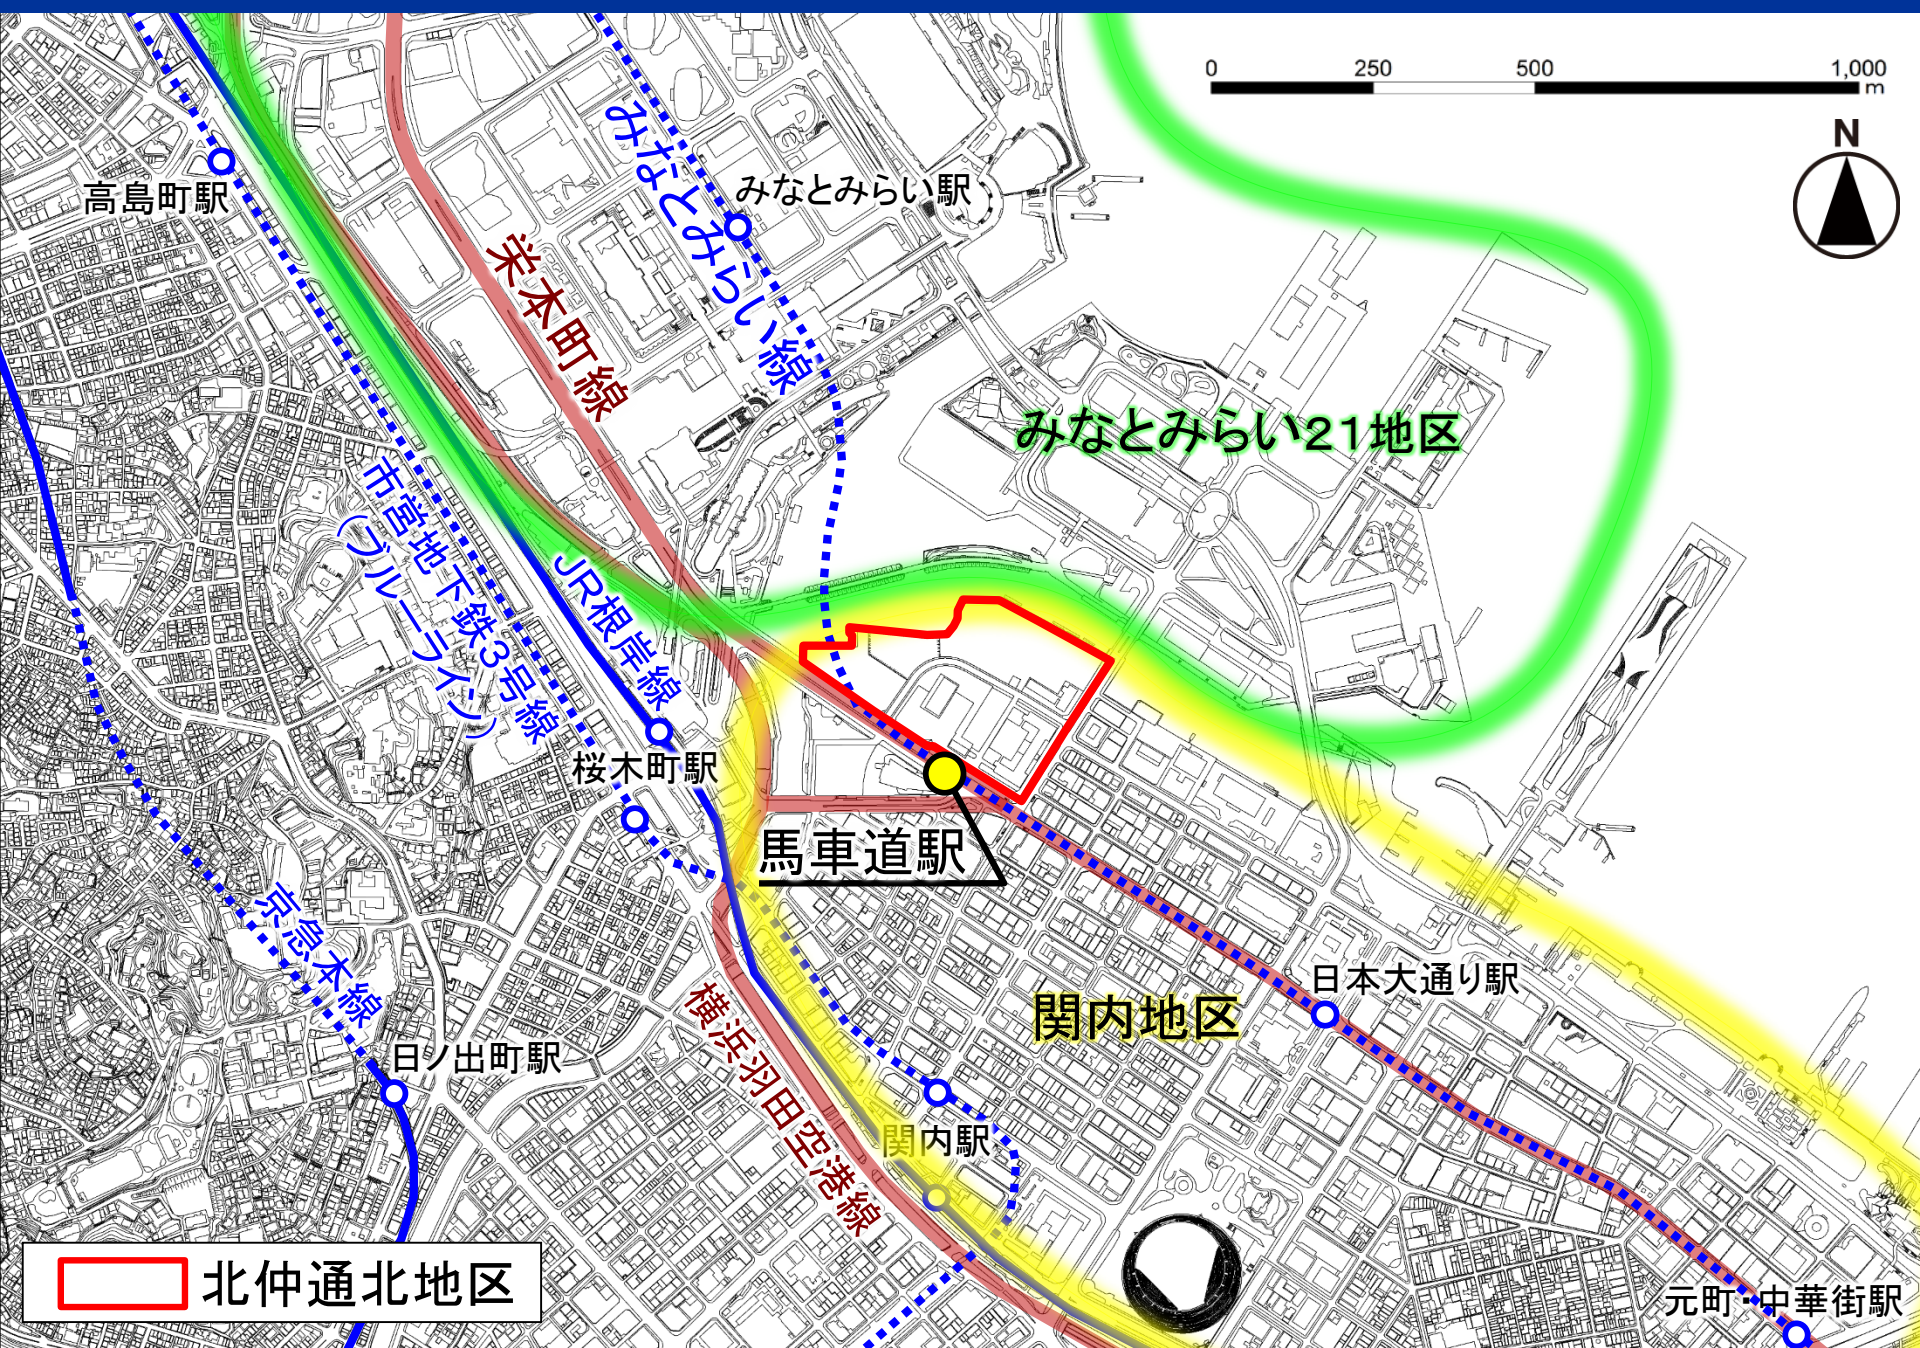 0 250 500 1,000
m
N
高島町駅
みなとみらい線
みなとみらい駅
栄本町線
みなとみらい21地区
市営地下鉄3号線
(ブルーライン)
JR根岸線
桜木町駅
馬車道駅
京急本線
日ノ出町駅
横浜羽田空港線
関内地区
日本大通り駅
関内駅
元町・中華街駅
北仲通北地区